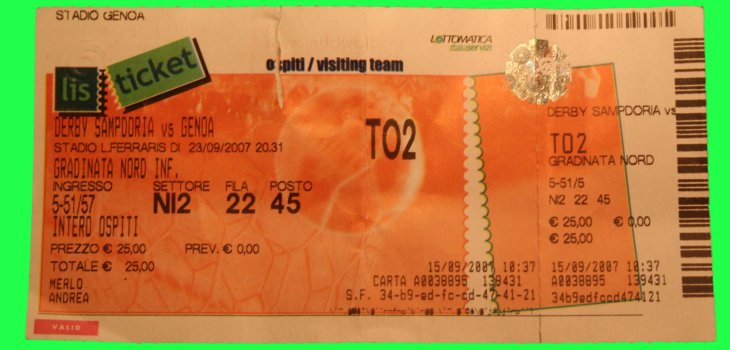 STADIO GENOA
LOTTOMATICA
italiaservizi
ospiti / visiting team
lis ticket
DERBY SAMPDORIA vs GENOA
STADIO L.FERRARIS DI 23/09/2007 20.31
TO2
GRADINATA NORD INF.
INGRESSO SETTORE FILA POSTO
5-51/57 NI2 22 45
INTERO OSPITI
PREZZO € 25,00 PREV. € 0,00
TOTALE € 25,00
MERLO
ANDREA
15/09/2007 10:37
CARTA A0038895 139431
S.F. 34-b9-ed-fc-cd-47-41-21
VALID
DERBY SAMPDORIA vs
TO2
GRADINATA NORD
5-51/5
NI2 22 45
€ 25,00 € 0,00
€ 25,00
15/09/2007 10:37
A0038895 139431
34b9edfccd474121